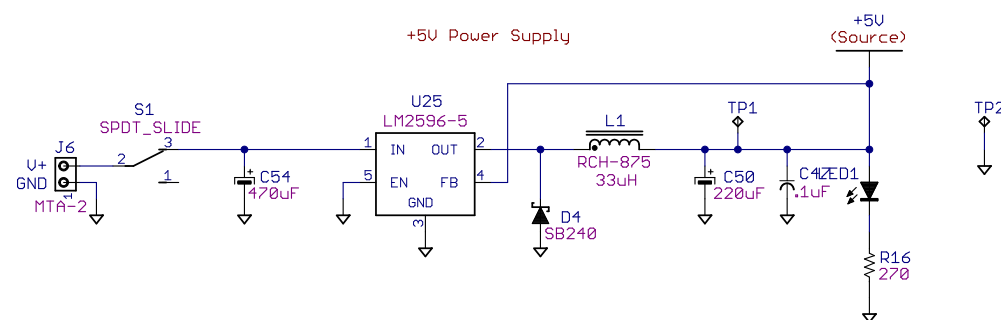 +5V Power Supply
+5V
(Source)
J6
V+
GND
1
MTA-2
S1
SPDT_SLIDE
2
3
1
C54
470uF
U25
LM2596-5
1
IN
OUT
2
5
EN
FB
4
GND
3
D4
SB240
L1
RCH-875
33uH
TP1
C50
220uF
.1uF
LED1
R16
270
TP2